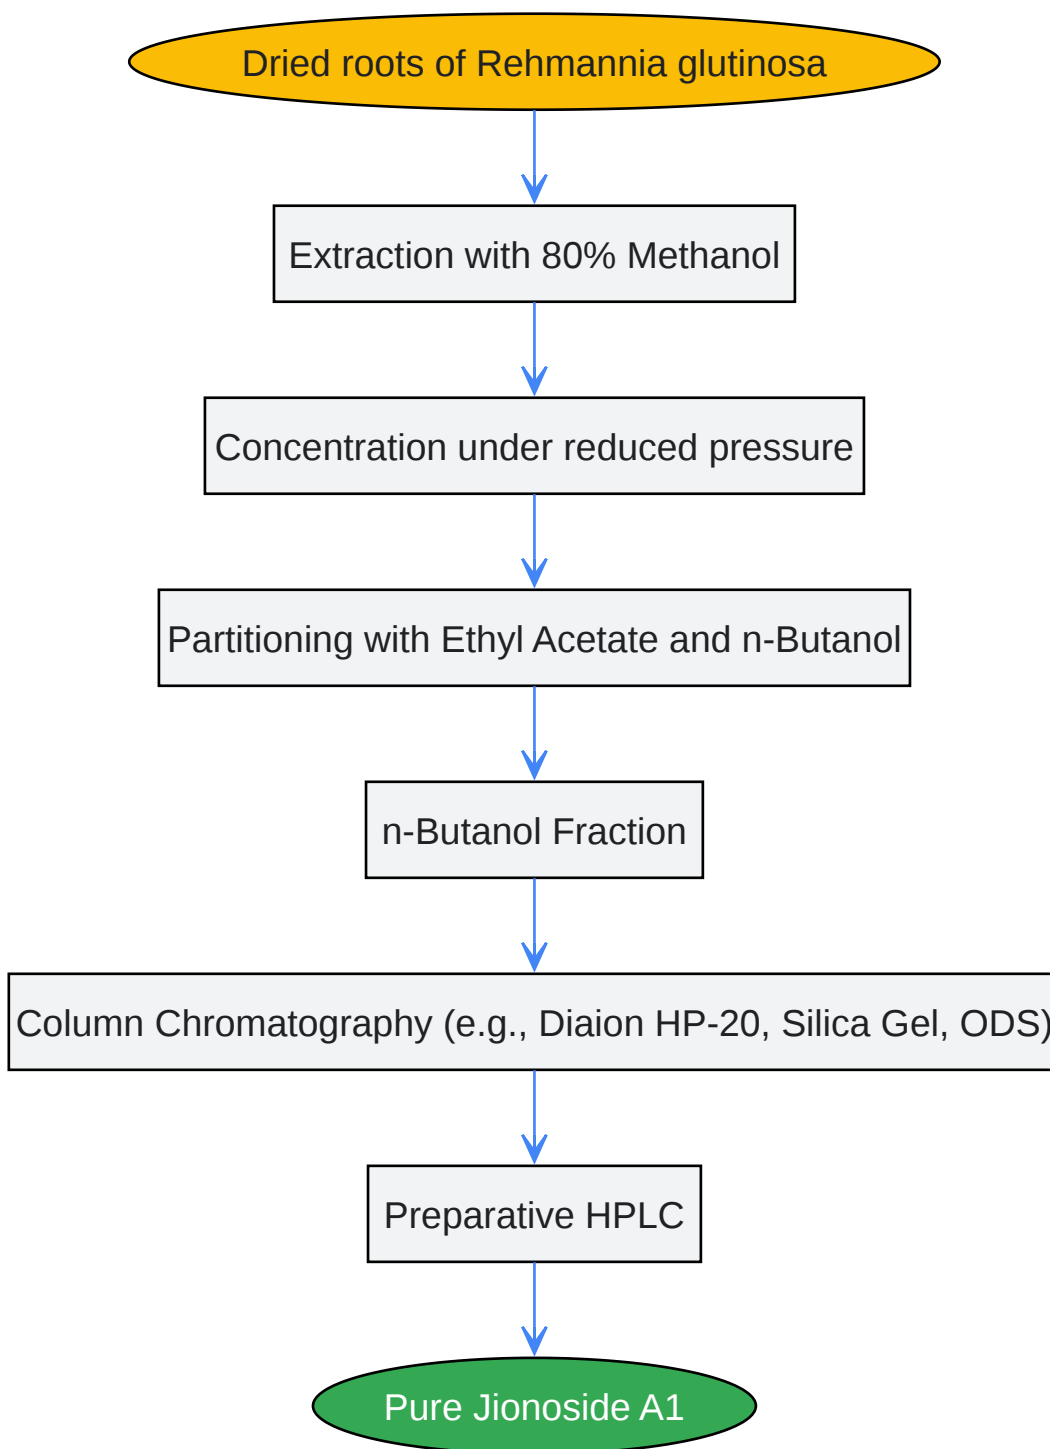 Dried roots of Rehmannia glutinosa
Extraction with 80% Methanol
Concentration under reduced pressure
Partitioning with Ethyl Acetate and n-Butanol
n-Butanol Fraction
Column Chromatography (e.g., Diaion HP-20, Silica Gel, ODS)
Preparative HPLC
Pure Jionoside A1